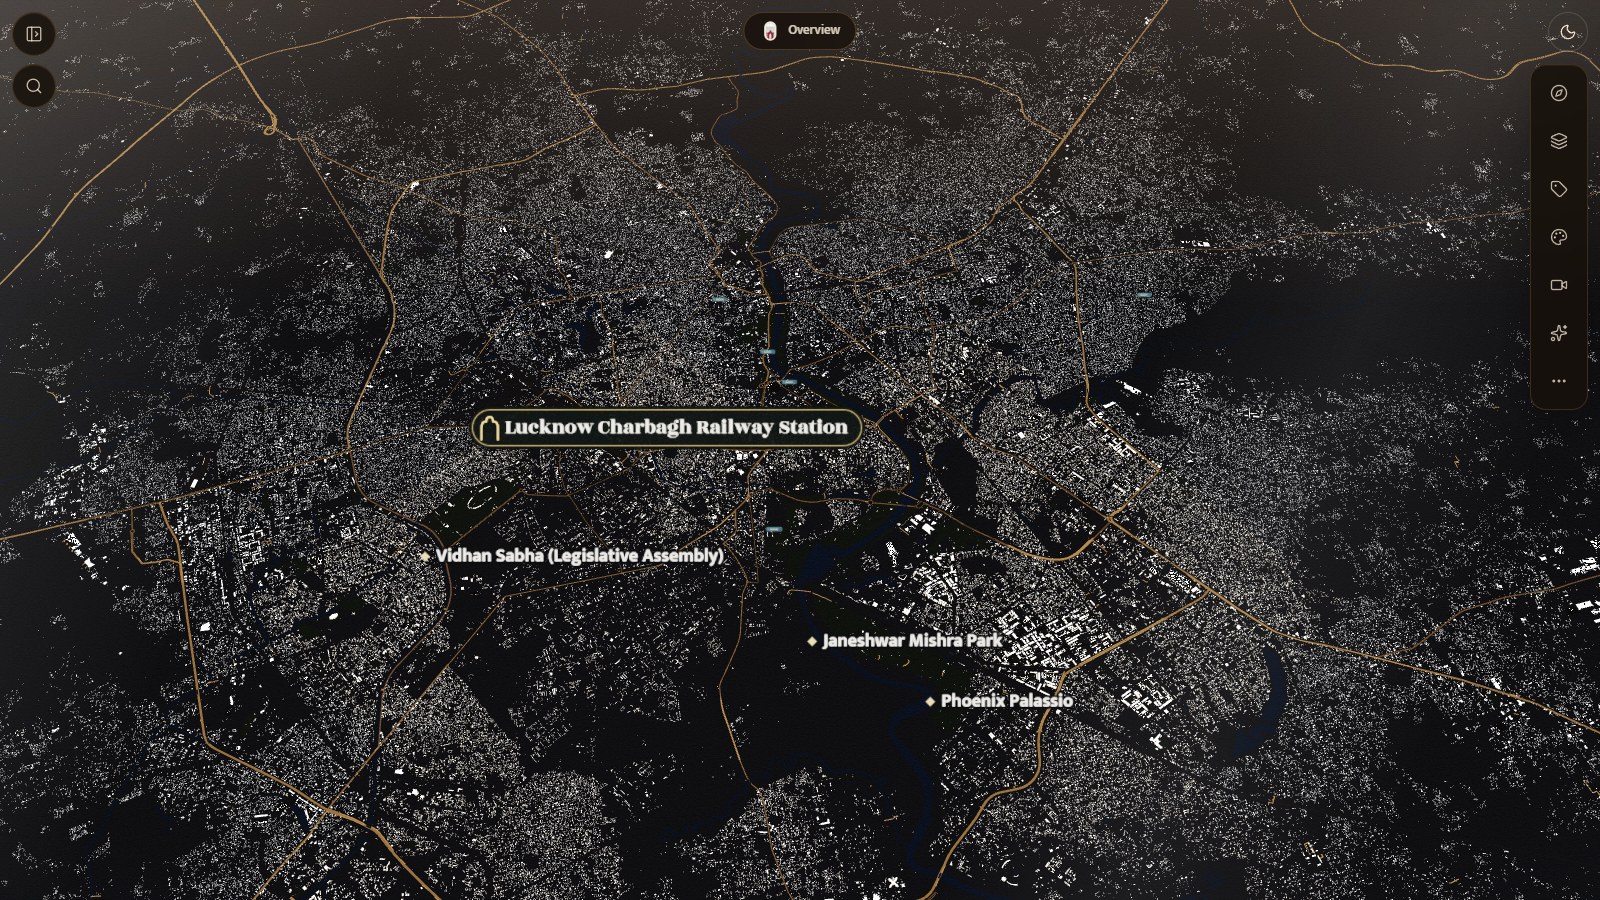 Overview
Lucknow Charbagh Railway Station
Vidhan Sabha (Legislative Assembly)
Janeshwar Mishra Park
Phoenix Palassio